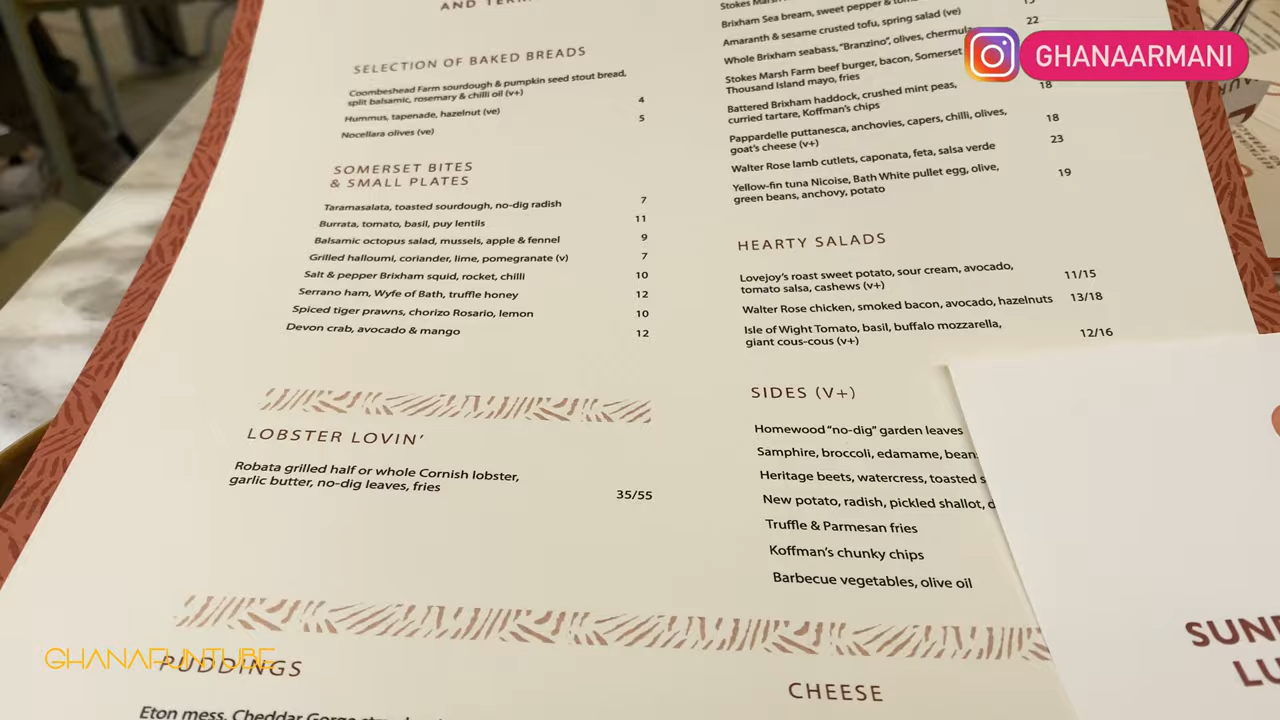 AND
SELECTION OF BAKED BREADS
Coombeshead Farm sourdough & pumpkin seed stout bread,
split balsamic, rosemary & chilli oil (v+)
4
Hummus, tapenade, hazelnut (ve)
5
Nocellara olives (ve)
SOMERSET BITES
& SMALL PLATES
Taramasalata, toasted sourdough, no-dig radish 7
Burrata, tomato, basil, puy lentils 11
Balsamic octopus salad, mussels, apple & fennel 9
Grilled halloumi, coriander, lime, pomegranate (v) 7
Salt & pepper Brixham squid, rocket, chilli 10
Serrano ham, Wyfe of Bath, truffle honey 12
Spiced tiger prawns, chorizo Rosario, lemon 10
Devon crab, avocado & mango 12
LOBSTER LOVIN'
Robata grilled half or whole Cornish lobster,
garlic butter, no-dig leaves, fries 35/55
PUDDINGS
Eton mess, Cheddar Gorge
Stokes Marsh
Brixham Sea bream, sweet pepper &
Amaranth & sesame crusted tofu, spring salad (ve) 22
Whole Brixham seabass, "Branzino", olives,
Stokes Marsh Farm beef burger, bacon, Somerset
Thousand Island mayo, fries
Battered Brixham haddock, crushed mint peas, 18
curried tartare, Koffman's chips
Pappardelle puttanesca, anchovies, capers, chilli, olives, 18
goat's cheese (v+)
Walter Rose lamb cutlets, caponata, feta, salsa verde 23
Yellow-fin tuna Nicoise, Bath White pullet egg, olive, 19
green beans, anchovy, potato
HEARTY SALADS
Lovejoy's roast sweet potato, sour cream, avocado,
tomato salsa, cashews (v+) 11/15
Walter Rose chicken, smoked bacon, avocado, hazelnuts 13/18
Isle of Wight Tomato, basil, buffalo mozzarella,
giant cous-cous (v+) 12/16
SIDES (V+)
Homewood "no-dig" garden leaves
Samphire, broccoli, edamame, bean
Heritage beets, watercress, toasted s
New potato, radish, pickled shallot,
Truffle & Parmesan fries
Koffman's chunky chips
Barbecue vegetables, olive oil
CHEESE
SUN
LU
GHANAARMANI
GHANAFUNTUBE